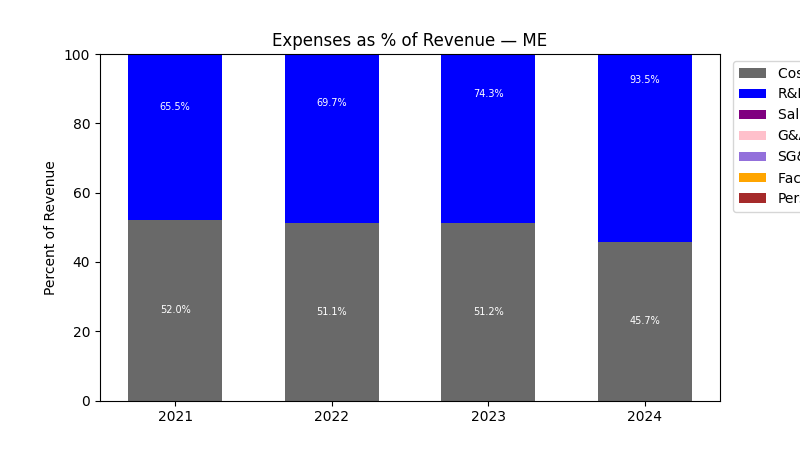 Expenses as % of Revenue — ME
100
80
60
40
20
0
Percent of Revenue
65.5%
69.7%
74.3%
93.5%
52.0%
51.1%
51.2%
45.7%
2021
2022
2023
2024
Cos
R&
Sal
G&
SG&
Fac
Per